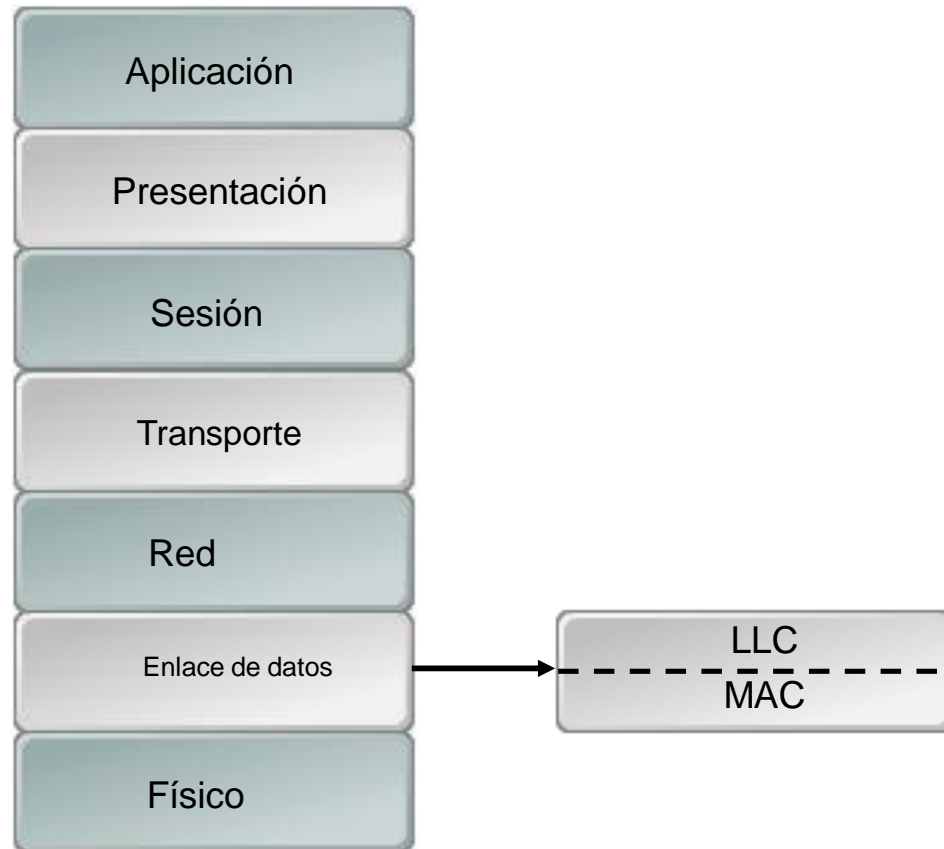 Aplicación
Presentación
Sesión
Transporte
Red
Enlace de datos
LLC
MAC
Físico